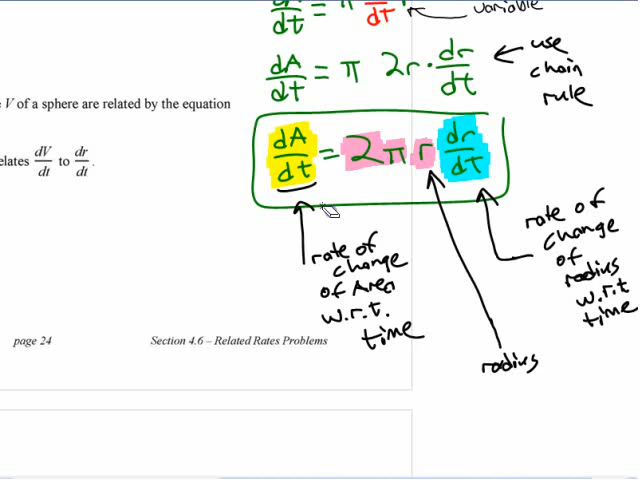 dt = π dt variable
dA/dt = π 2r · dr/dt use
chain
rule
V of a sphere are related by the equation
elates dV/dt to dr/dt.
dA/dt = 2πr dr/dt
rate of
change
of
radius
w.r.t
time
rate of
change
of Area
w.r.t.
time
radius
page 24 Section 4.6 – Related Rates Problems